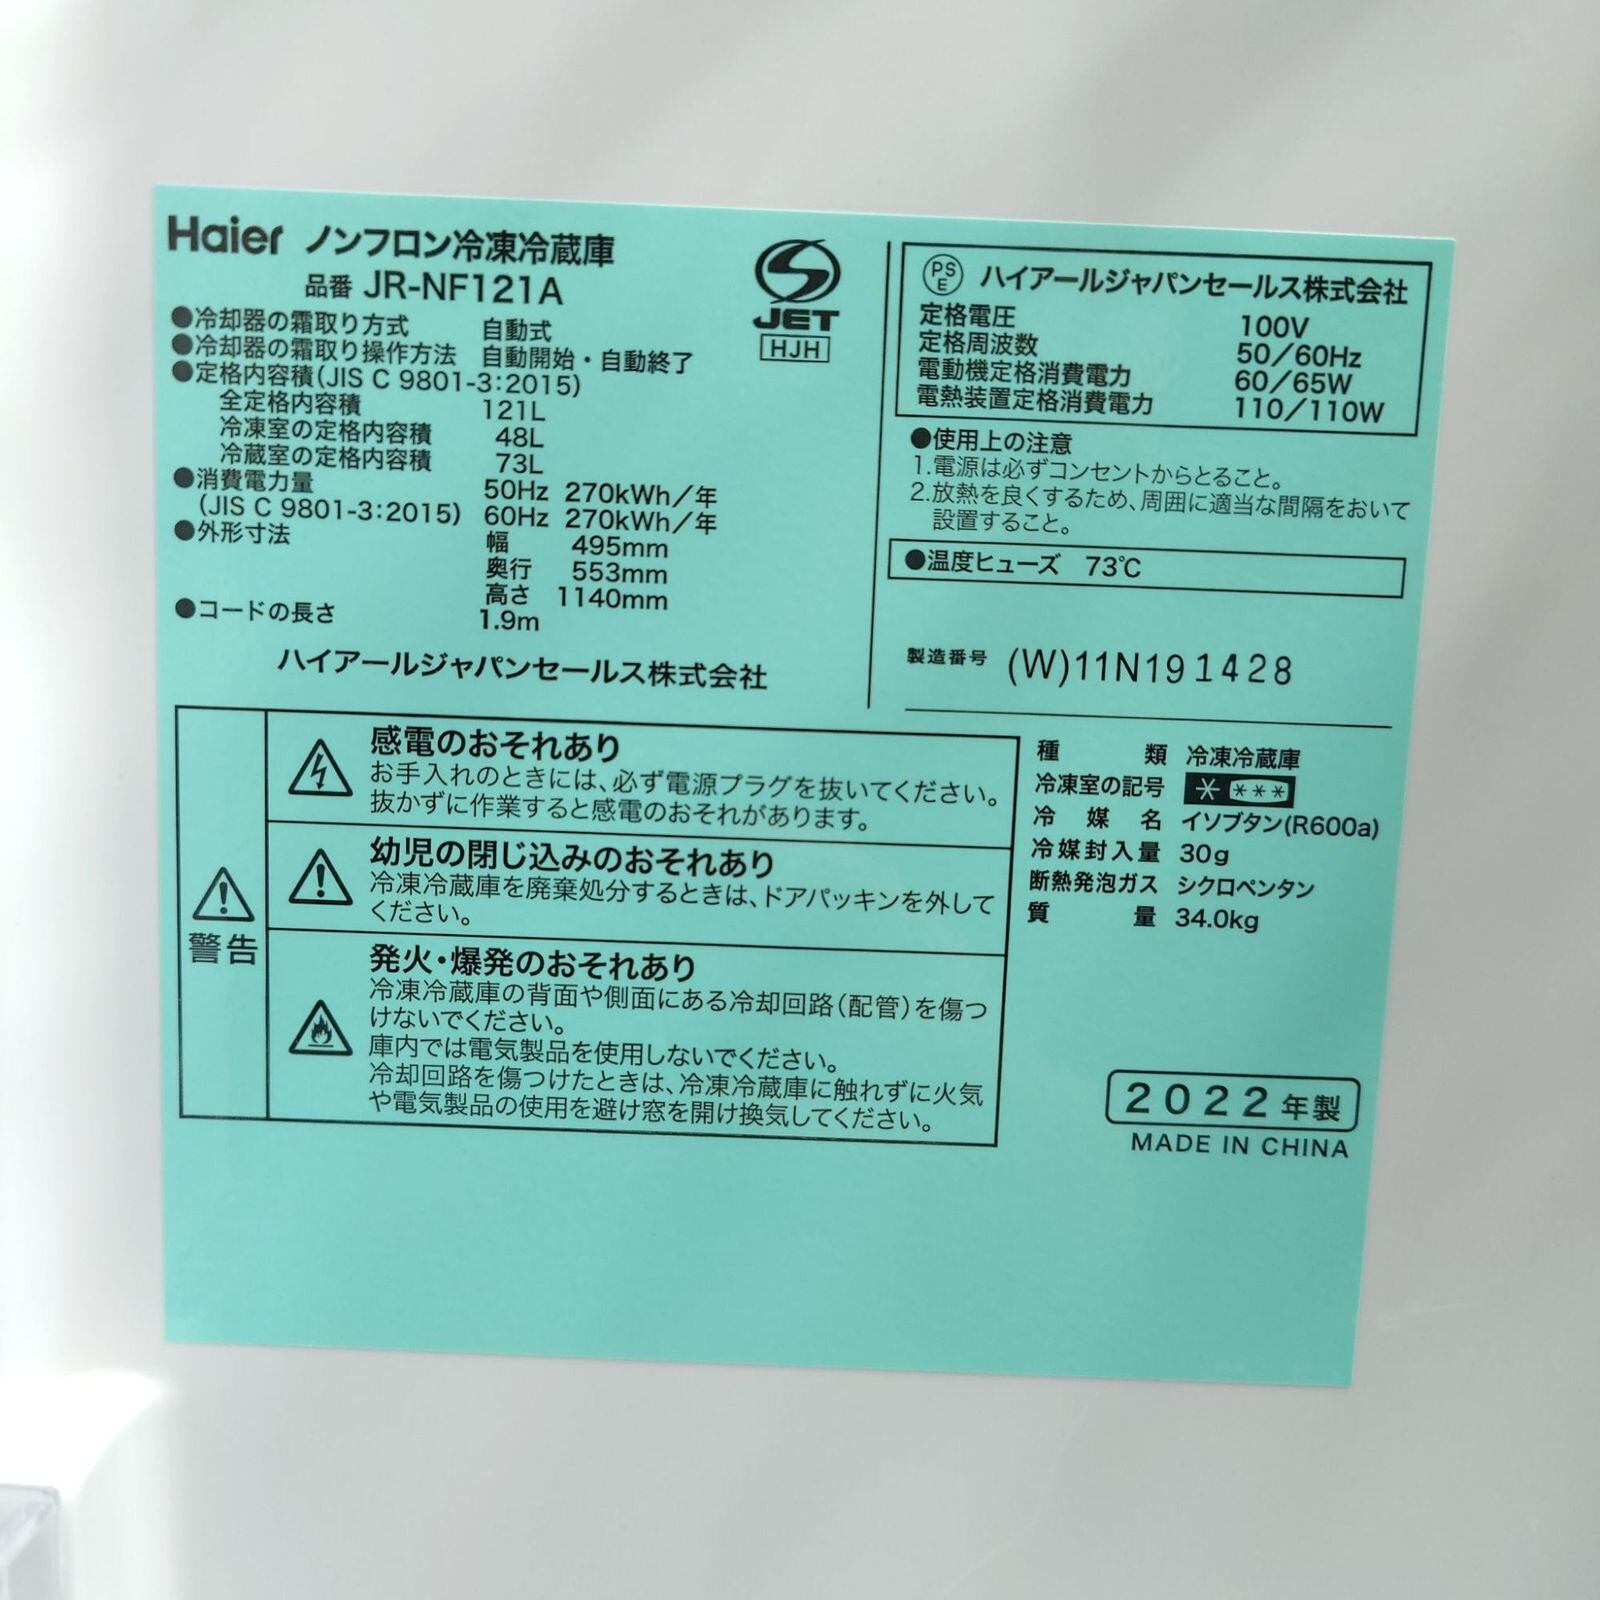 Haier ノンフロン冷凍冷蔵庫
品番 JR-NF121A
●冷却器の霜取り方式 自動式
●冷却器の霜取り操作方法 自動開始・自動終了
●定格内容積(JIS C 9801-3:2015)
全定格内容積 121L
冷凍室の定格内容積 48L
冷蔵室の定格内容積 73L
●消費電力量 50Hz 270kWh/年
(JIS C 9801-3:2015) 60Hz 270kWh/年
●外形寸法 幅 495mm
奥行 553mm
高さ 1140mm
●コードの長さ 1.9m
ハイアールジャパンセールス株式会社
S
JET
HJH
PS
E
ハイアールジャパンセールス株式会社
定格電圧 100V
定格周波数 50/60Hz
電動機定格消費電力 60/65W
電熱装置定格消費電力 110/110W
●使用上の注意
1.電源は必ずコンセントからとること。
2.放熱を良くするため、周囲に適当な間隔をおいて
設置すること。
●温度ヒューズ 73℃
製造番号 (W)11N191428
警告
感電のおそれあり
お手入れのときには、必ず電源プラグを抜いてください。
抜かずに作業すると感電のおそれがあります。
幼児の閉じ込みのおそれあり
冷凍冷蔵庫を廃棄処分するときは、ドアパッキンを外して
ください。
発火・爆発のおそれあり
冷凍冷蔵庫の背面や側面にある冷却回路(配管)を傷つ
けないでください。
庫内では電気製品を使用しないでください。
冷却回路を傷つけたときは、冷凍冷蔵庫に触れずに火気
や電気製品の使用を避け窓を開け換気してください。
種類 冷凍冷蔵庫
冷凍室の記号 * ***
冷媒名 イソブタン(R600a)
冷媒封入量 30g
断熱発泡ガス シクロペンタン
質量 34.0kg
2022年製
MADE IN CHINA